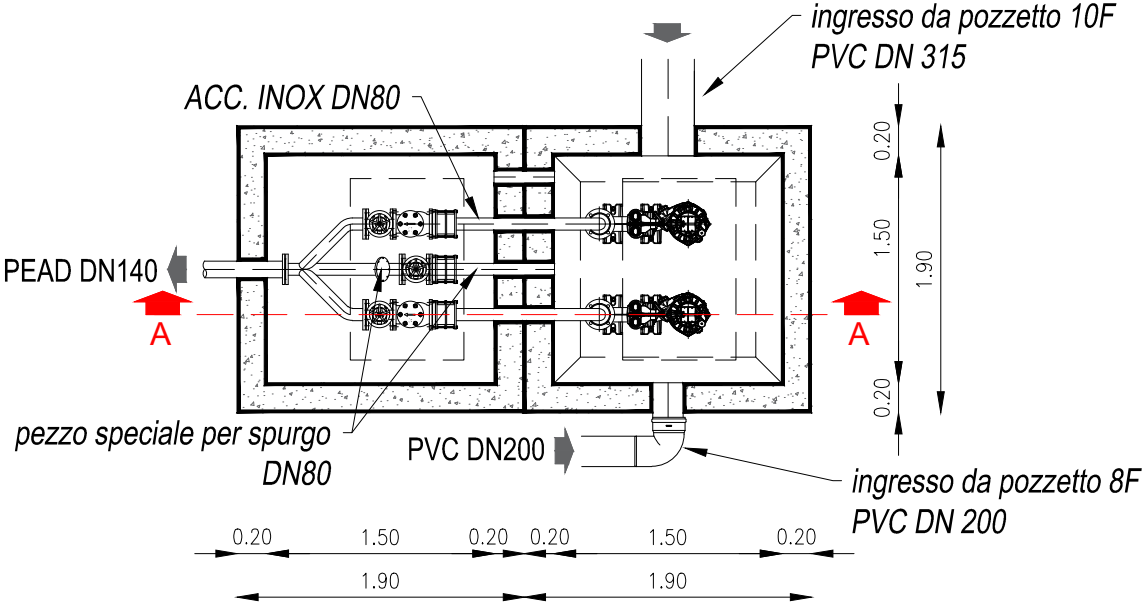 ingresso da pozzetto 10F
PVC DN 315
ACC. INOX DN80
0.20
1.50
1.90
0.20
PEAD DN140
A
A
pezzo speciale per spurgo
DN80
PVC DN200
ingresso da pozzetto 8F
PVC DN 200
0.20 1.50 0.20 0.20 1.50 0.20
1.90 1.90